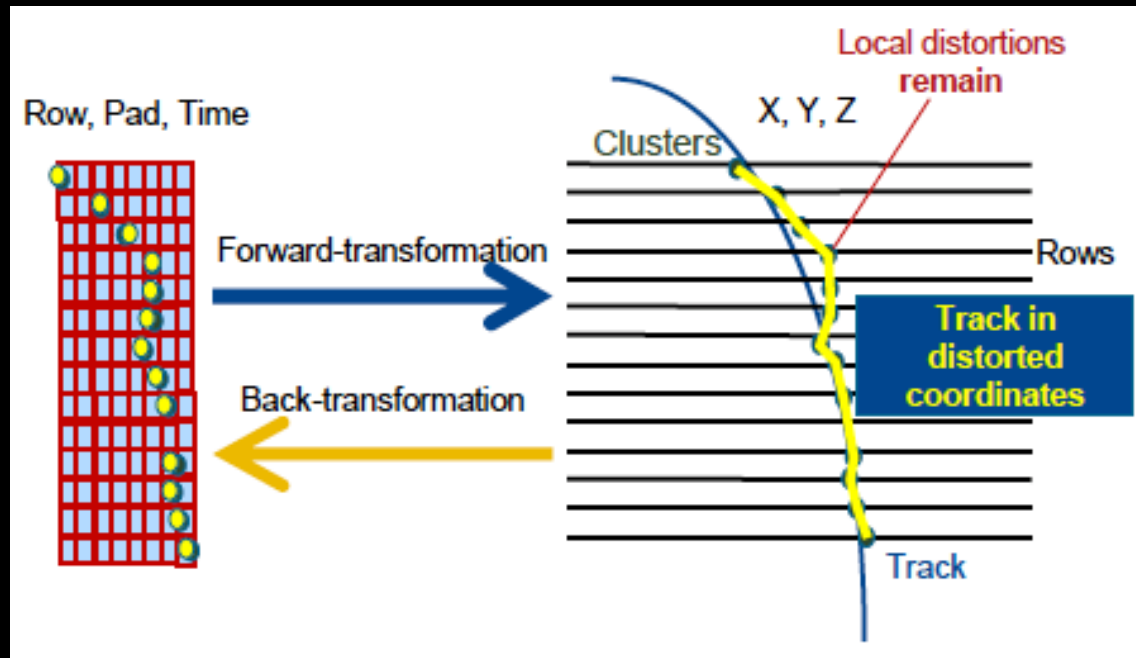 Local distortions
remain
Row, Pad, Time
X, Y, Z
Clusters
Forward-transformation
Rows
Track in
distorted
coordinates
Back-transformation
Track